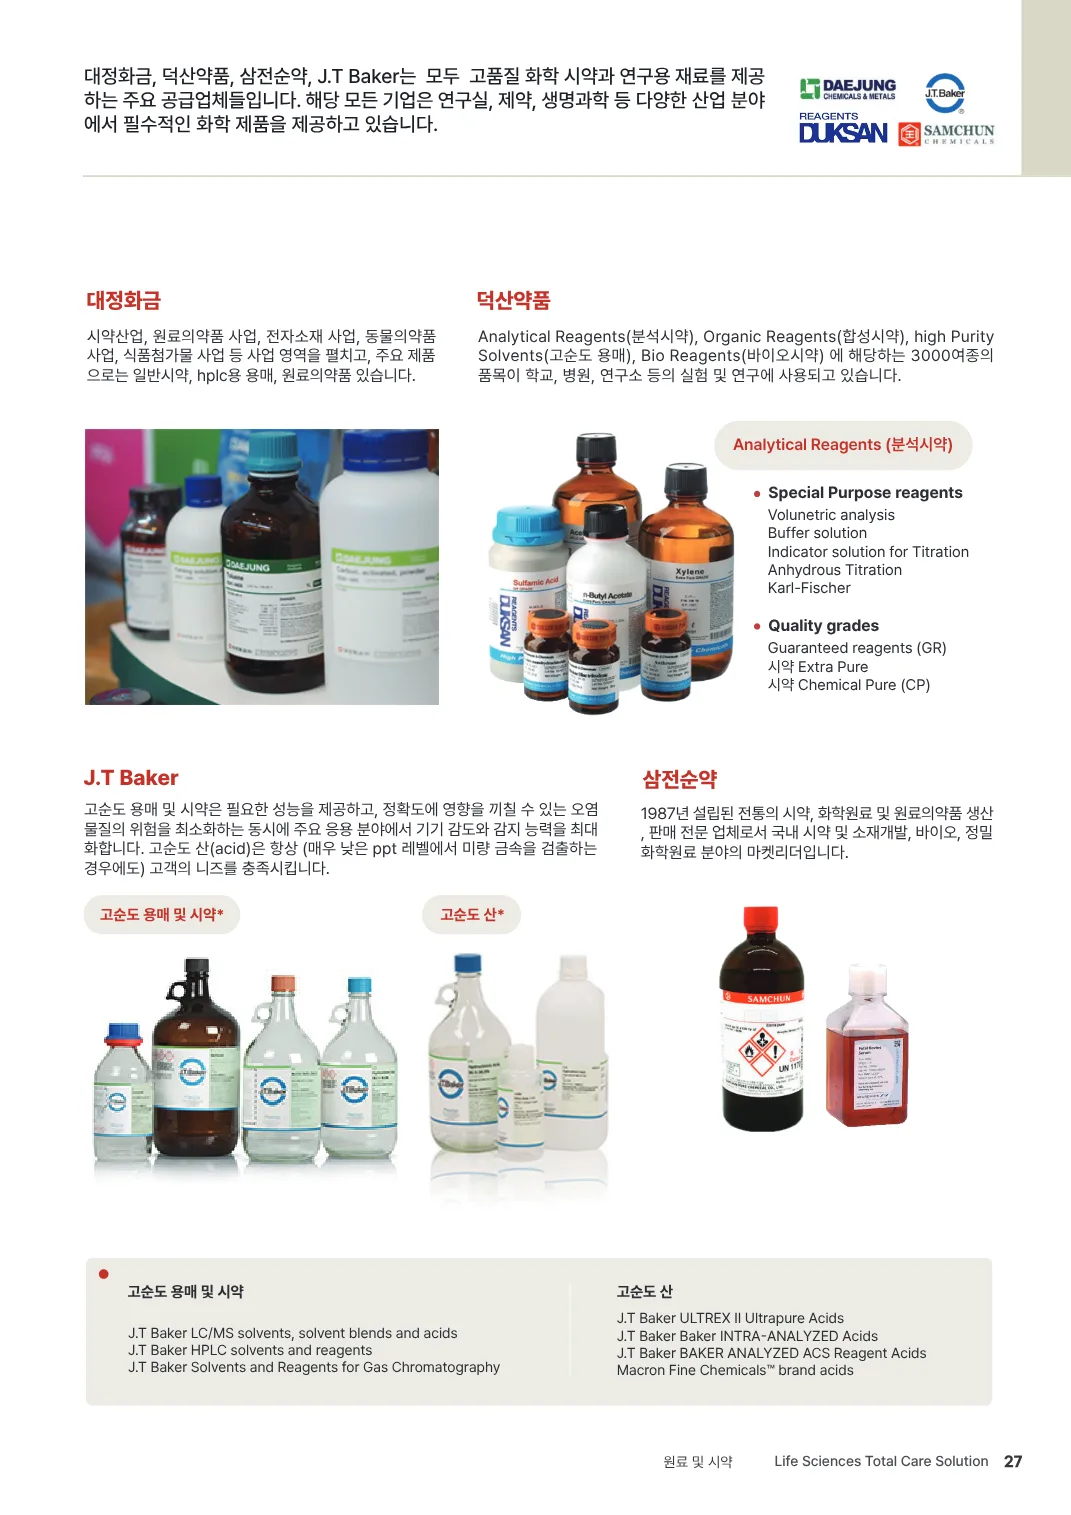 대정화금, 덕산약품, 삼전순약, J.T Baker는 모두 고품질 화학 시약과 연구용 재료를 제공
하는 주요 공급업체들입니다. 해당 모든 기업은 연구실, 제약, 생명과학 등 다양한 산업 분야
에서 필수적인 화학 제품을 제공하고 있습니다.
DAEJUNG
CHEMICALS & METALS
J.T.Baker
REAGENTS
DUKSAN
SAMCHUN
CHEMICALS
대정화금
시약산업, 원료의약품 사업, 전자소재 사업, 동물의약품
사업, 식품첨가물 사업 등 사업 영역을 펼치고, 주요 제품
으로는 일반시약, hplc용 용매, 원료의약품 있습니다.
덕산약품
Analytical Reagents(분석시약), Organic Reagents(합성시약), high Purity
Solvents(고순도 용매), Bio Reagents(바이오시약) 에 해당하는 3000여종의
품목이 학교, 병원, 연구소 등의 실험 및 연구에 사용되고 있습니다.
DAEJUNG
DAEJUNG
Toluene
DAEJUNG
Carbon, activated, powder
Sulfamic Acid
REAGENTS
DUKSAN
n-Butyl Acetate
Xylene
Analytical Reagents (분석시약)
• Special Purpose reagents
Volunetric analysis
Buffer solution
Indicator solution for Titration
Anhydrous Titration
Karl-Fischer
• Quality grades
Guaranteed reagents (GR)
시약 Extra Pure
시약 Chemical Pure (CP)
J.T Baker
고순도 용매 및 시약은 필요한 성능을 제공하고, 정확도에 영향을 끼칠 수 있는 오염
물질의 위험을 최소화하는 동시에 주요 응용 분야에서 기기 감도와 감지 능력을 최대
화합니다. 고순도 산(acid)은 항상 (매우 낮은 ppt 레벨에서 미량 금속을 검출하는
경우에도) 고객의 니즈를 충족시킵니다.
삼전순약
1987년 설립된 전통의 시약, 화학원료 및 원료의약품 생산
, 판매 전문 업체로서 국내 시약 및 소재개발, 바이오, 정밀
화학원료 분야의 마켓리더입니다.
고순도 용매 및 시약*
고순도 산*
J.T.Baker
J.T.Baker
J.T.Baker
J.T.Baker
SAMCHUN
UN 117
Fetal Bovine
Serum
고순도 용매 및 시약
J.T Baker LC/MS solvents, solvent blends and acids
J.T Baker HPLC solvents and reagents
J.T Baker Solvents and Reagents for Gas Chromatography
고순도 산
J.T Baker ULTREX II Ultrapure Acids
J.T Baker Baker INTRA-ANALYZED Acids
J.T Baker BAKER ANALYZED ACS Reagent Acids
Macron Fine Chemicals™ brand acids
원료 및 시약 Life Sciences Total Care Solution 27